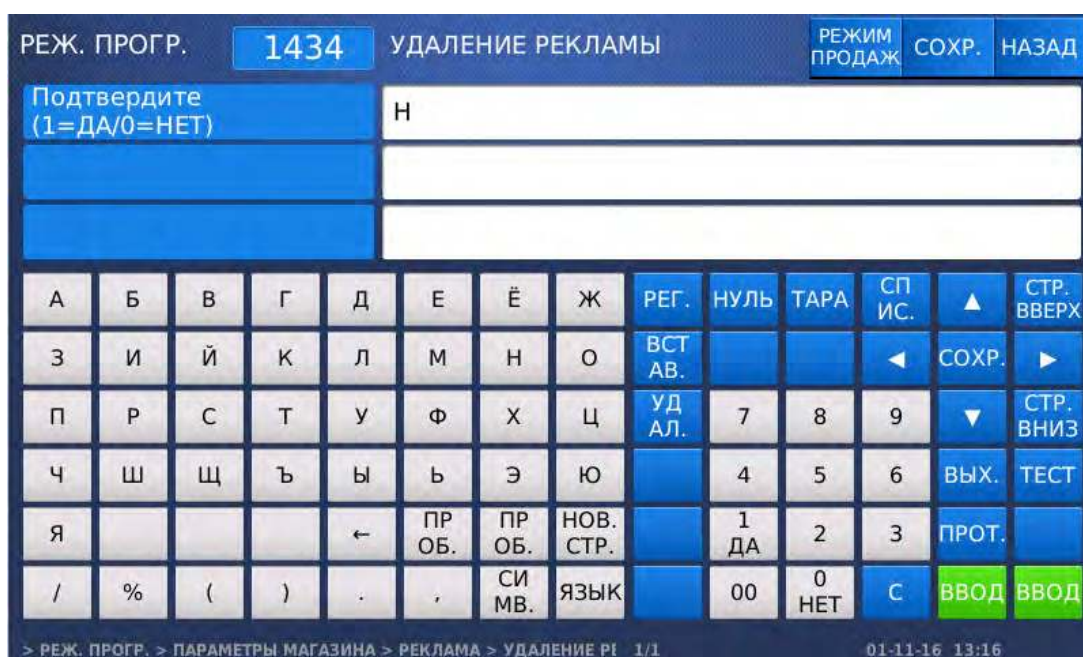 РЕЖ. ПРОГР. 1434 УДАЛЕНИЕ РЕКЛАМЫ РЕЖИМ ПРОДАЖ СОХР. НАЗАД
Подтвердите
(1=ДА/0=НЕТ) Н
А Б В Г Д Е Ё Ж РЕГ. НУЛЬ ТАРА СП ИС. ▲ СТР. ВВЕРХ
З И Й К Л М Н О ВСТ АВ. ◀ СОХР. ▶
П Р С Т У Ф Х Ц УД АЛ. 7 8 9 ▼ СТР. ВНИЗ
Ч Ш Щ Ъ Ы Ь Э Ю 4 5 6 ВЫХ. ТЕСТ
Я ← ПР ОБ. ПР ОБ. НОВ. СТР. 1 ДА 2 3 ПРОТ.
/ % ( ) . , СИ МВ. ЯЗЫК 00 0 НЕТ С ВВОД ВВОД
> РЕЖ. ПРОГР. > ПАРАМЕТРЫ МАГАЗИНА > РЕКЛАМА > УДАЛЕНИЕ РЕ 1/1 01-11-16 13:16